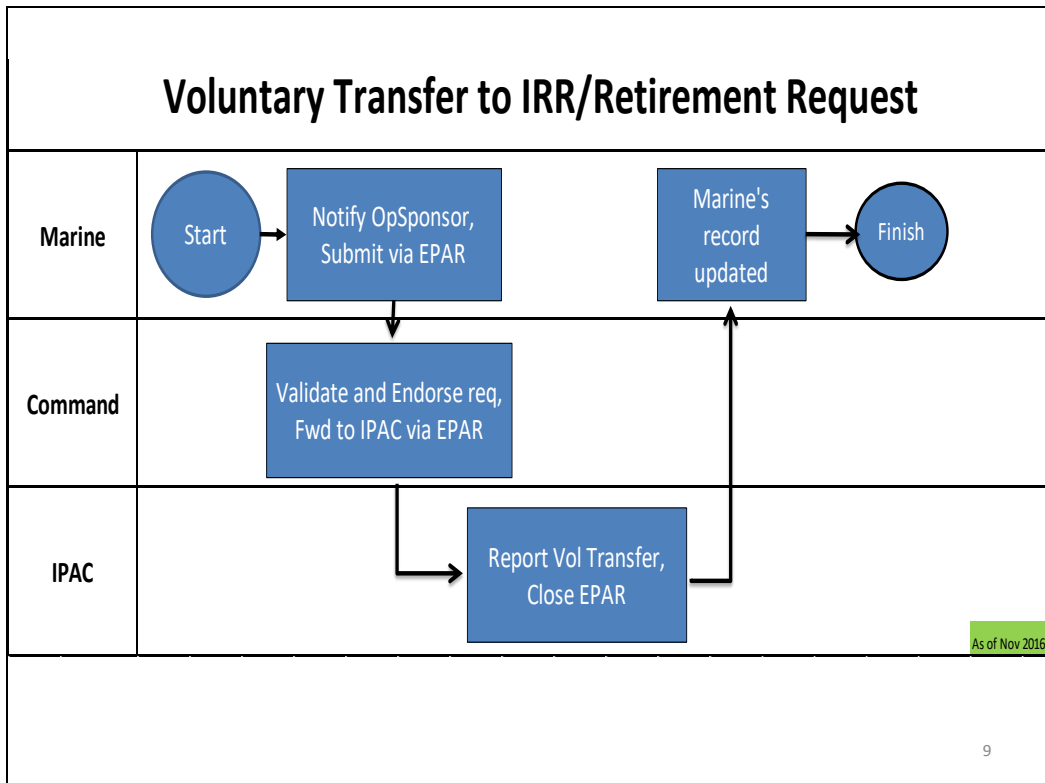 Voluntary Transfer to IRR/Retirement Request
Marine
Start
Notify OpSponsor,
Submit via EPAR
Marine's
record
updated
Finish
Command
Validate and Endorse req,
Fwd to IPAC via EPAR
IPAC
Report Vol Transfer,
Close EPAR
As of Nov 2016
9